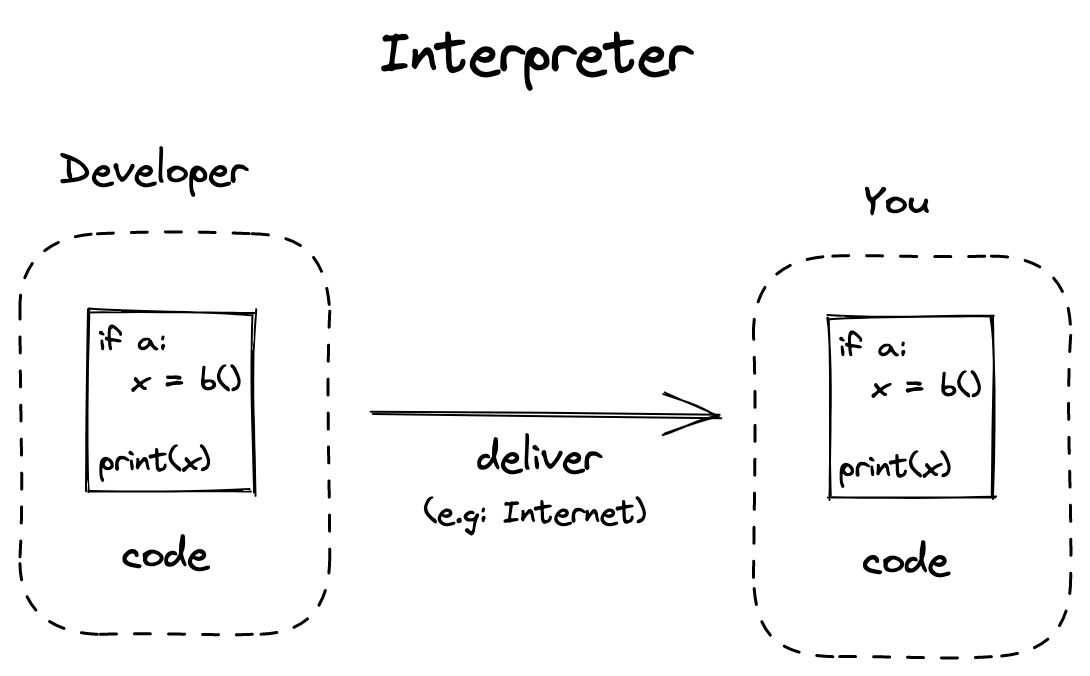 Interpreter
Developer
if a:
x = b()
print(x)
code
deliver
(e.g: Internet)
You
if a:
x = b()
print(x)
code